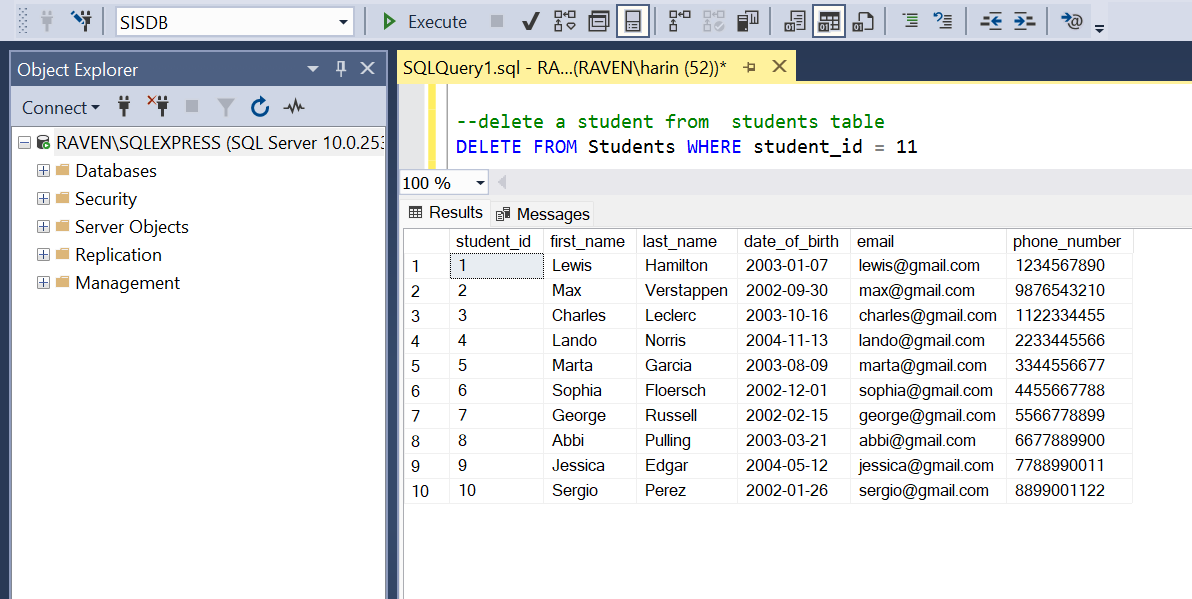 SISDB
Execute
Object Explorer
Connect
RAVEN\SQLEXPRESS (SQL Server 10.0.253
Databases
Security
Server Objects
Replication
Management
SQLQuery1.sql - RA...(RAVEN\harin (52))*
--delete a student from  students table
DELETE FROM Students WHERE student_id = 11
100 %
Results Messages
student_id first_name last_name date_of_birth email phone_number
1 1 Lewis Hamilton 2003-01-07 lewis@gmail.com 1234567890
2 2 Max Verstappen 2002-09-30 max@gmail.com 9876543210
3 3 Charles Leclerc 2003-10-16 charles@gmail.com 1122334455
4 4 Lando Norris 2004-11-13 lando@gmail.com 2233445566
5 5 Marta Garcia 2003-08-09 marta@gmail.com 3344556677
6 6 Sophia Floersch 2002-12-01 sophia@gmail.com 4455667788
7 7 George Russell 2002-02-15 george@gmail.com 5566778899
8 8 Abbi Pulling 2003-03-21 abbi@gmail.com 6677889900
9 9 Jessica Edgar 2004-05-12 jessica@gmail.com 7788990011
10 10 Sergio Perez 2002-01-26 sergio@gmail.com 8899001122